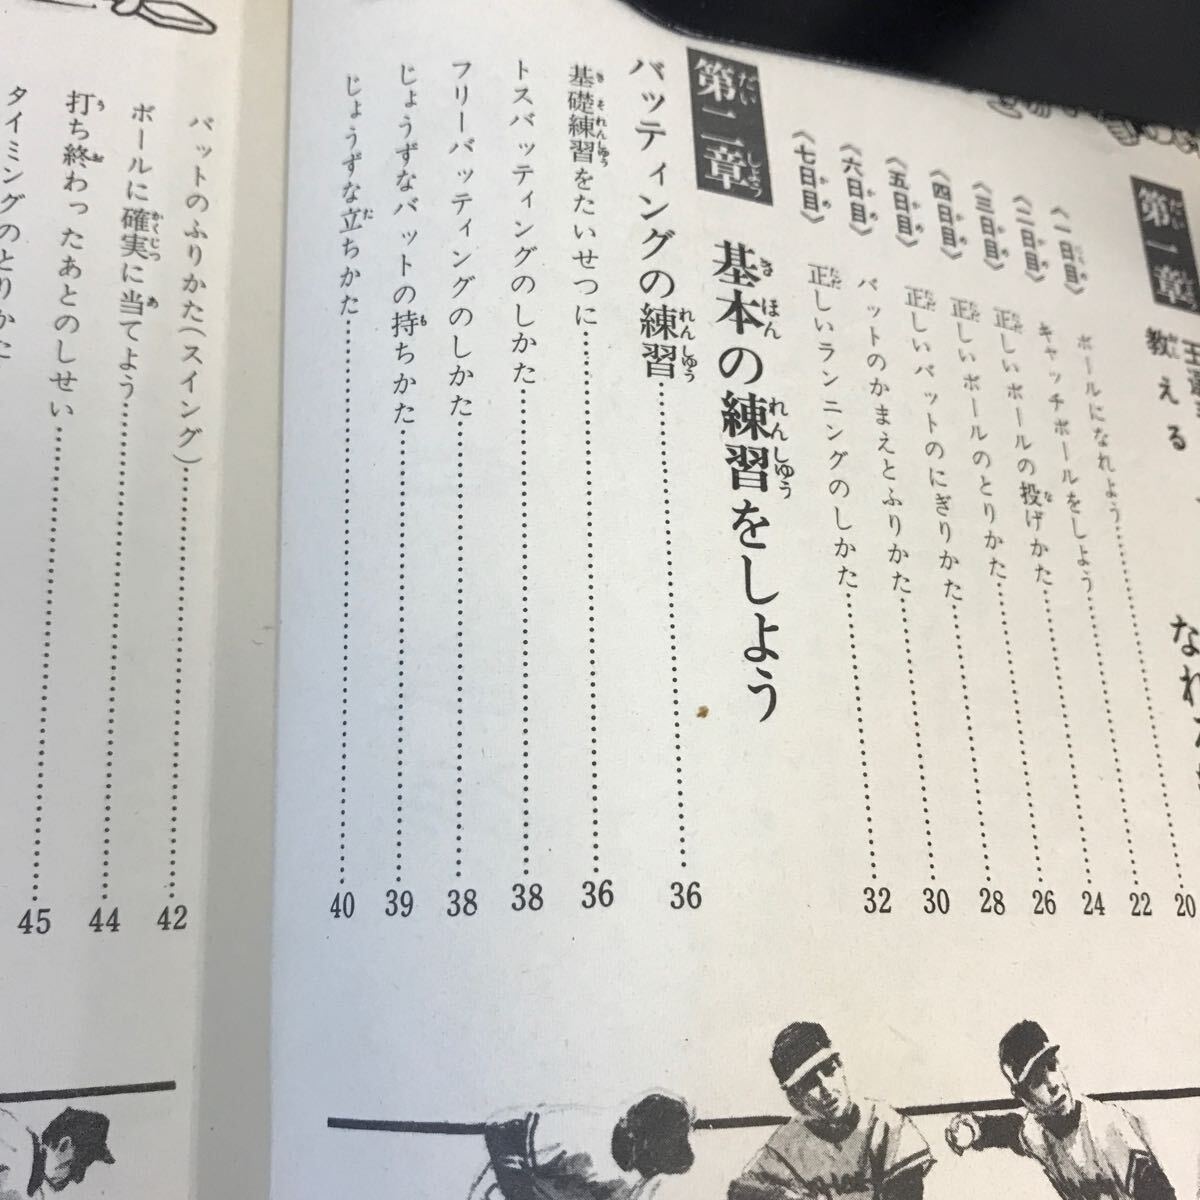 第一章
教える
〈一日目〉 ボールになれよう 20
〈二日目〉 キャッチボールをしよう 22
〈三日目〉 正しいボールの投げかた 24
〈四日目〉 正しいボールのとりかた 26
〈五日目〉 正しいバットのにぎりかた 28
〈六日目〉 バットのかまえとふりかた 30
〈七日目〉 正しいランニングのしかた 32
第二章 基本の練習をしよう
バッティングの練習 36
基礎練習をたいせつに 36
トスバッティングのしかた 38
フリーバッティングのしかた 38
じょうずなバットの持ちかた 39
じょうずな立ちかた 40
バットのふりかた(スイング) 42
ボールに確実に当てよう 44
打ち終わったあとのしせい 45
タイミングのとりかた